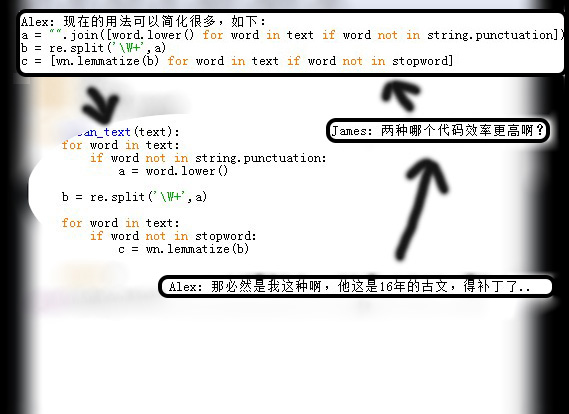 Alex: 现在的用法可以简化很多，如下：
a = "".join([word.lower() for word in text if word not in string.punctuation])
b = re.split('\W+',a)
c = [wn.lemmatize(b) for word in text if word not in stopword]
an_text(text):
for word in text:
if word not in string.punctuation:
a = word.lower()
James: 两种哪个代码效率更高啊？
b = re.split('\W+',a)
for word in text:
if word not in stopword:
c = wn.lemmatize(b)
Alex: 那必然是我这种啊，他这是16年的古文，得补丁了..